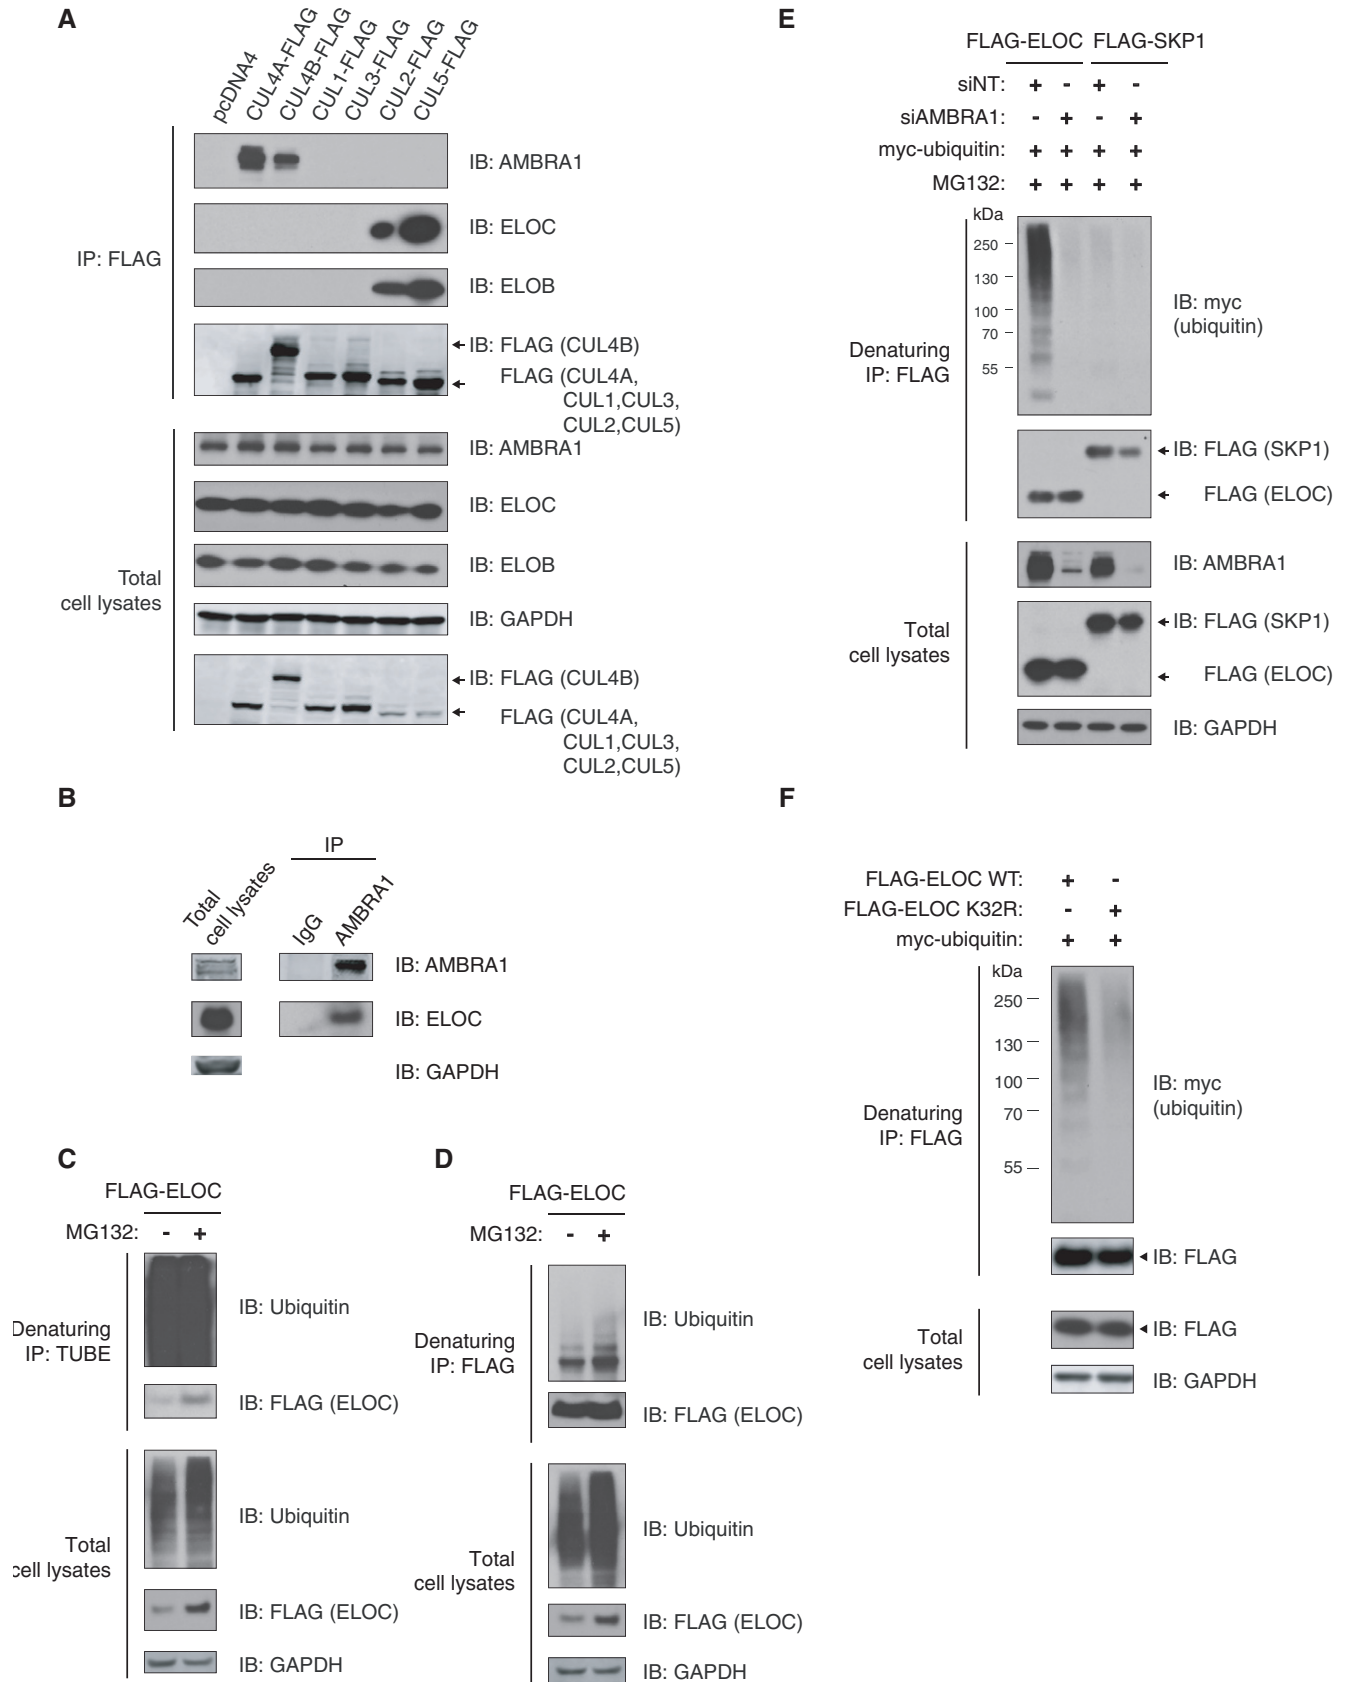 A
pcDNA4
CUL4A-FLAG
CUL4B-FLAG
CUL1-FLAG
CUL3-FLAG
CUL2-FLAG
CUL5-FLAG
IP: FLAG
IB: AMBRA1
IB: ELOC
IB: ELOB
IB: FLAG (CUL4B)
FLAG (CUL4A,
CUL1,CUL3,
CUL2,CUL5)
Total
cell lysates
IB: AMBRA1
IB: ELOC
IB: ELOB
IB: GAPDH
IB: FLAG (CUL4B)
FLAG (CUL4A,
CUL1,CUL3,
CUL2,CUL5)
B
Total
cell lysates
IP
IgG
AMBRA1
IB: AMBRA1
IB: ELOC
IB: GAPDH
C
FLAG-ELOC
MG132: - +
Denaturing
IP: TUBE
IB: Ubiquitin
IB: FLAG (ELOC)
Total
cell lysates
IB: Ubiquitin
IB: FLAG (ELOC)
IB: GAPDH
D
FLAG-ELOC
MG132: - +
Denaturing
IP: FLAG
IB: Ubiquitin
IB: FLAG (ELOC)
Total
cell lysates
IB: Ubiquitin
IB: FLAG (ELOC)
IB: GAPDH
E
FLAG-ELOC FLAG-SKP1
siNT: + - + -
siAMBRA1: - + - +
myc-ubiquitin: + + + +
MG132: + + + +
kDa
250
130
100
70
55
Denaturing
IP: FLAG
IB: myc
(ubiquitin)
IB: FLAG (SKP1)
FLAG (ELOC)
Total
cell lysates
IB: AMBRA1
IB: FLAG (SKP1)
FLAG (ELOC)
IB: GAPDH
F
FLAG-ELOC WT: + -
FLAG-ELOC K32R: - +
myc-ubiquitin: + +
kDa
250
130
100
70
55
Denaturing
IP: FLAG
IB: myc
(ubiquitin)
IB: FLAG
Total
cell lysates
IB: FLAG
IB: GAPDH